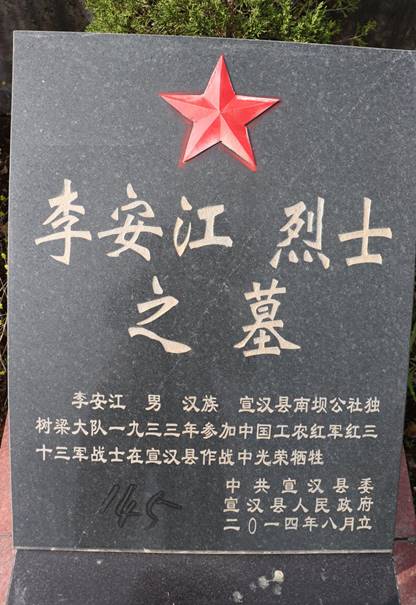 李安江 烈士
之墓
李安江 男 汉族 宣汉县南坝公社独
树梁大队一九三三年参加中国工农红军红三
十三军战士在宣汉县作战中光荣牺牲
中共宣汉县委
宣汉县人民政府
二〇一四年八月立
145